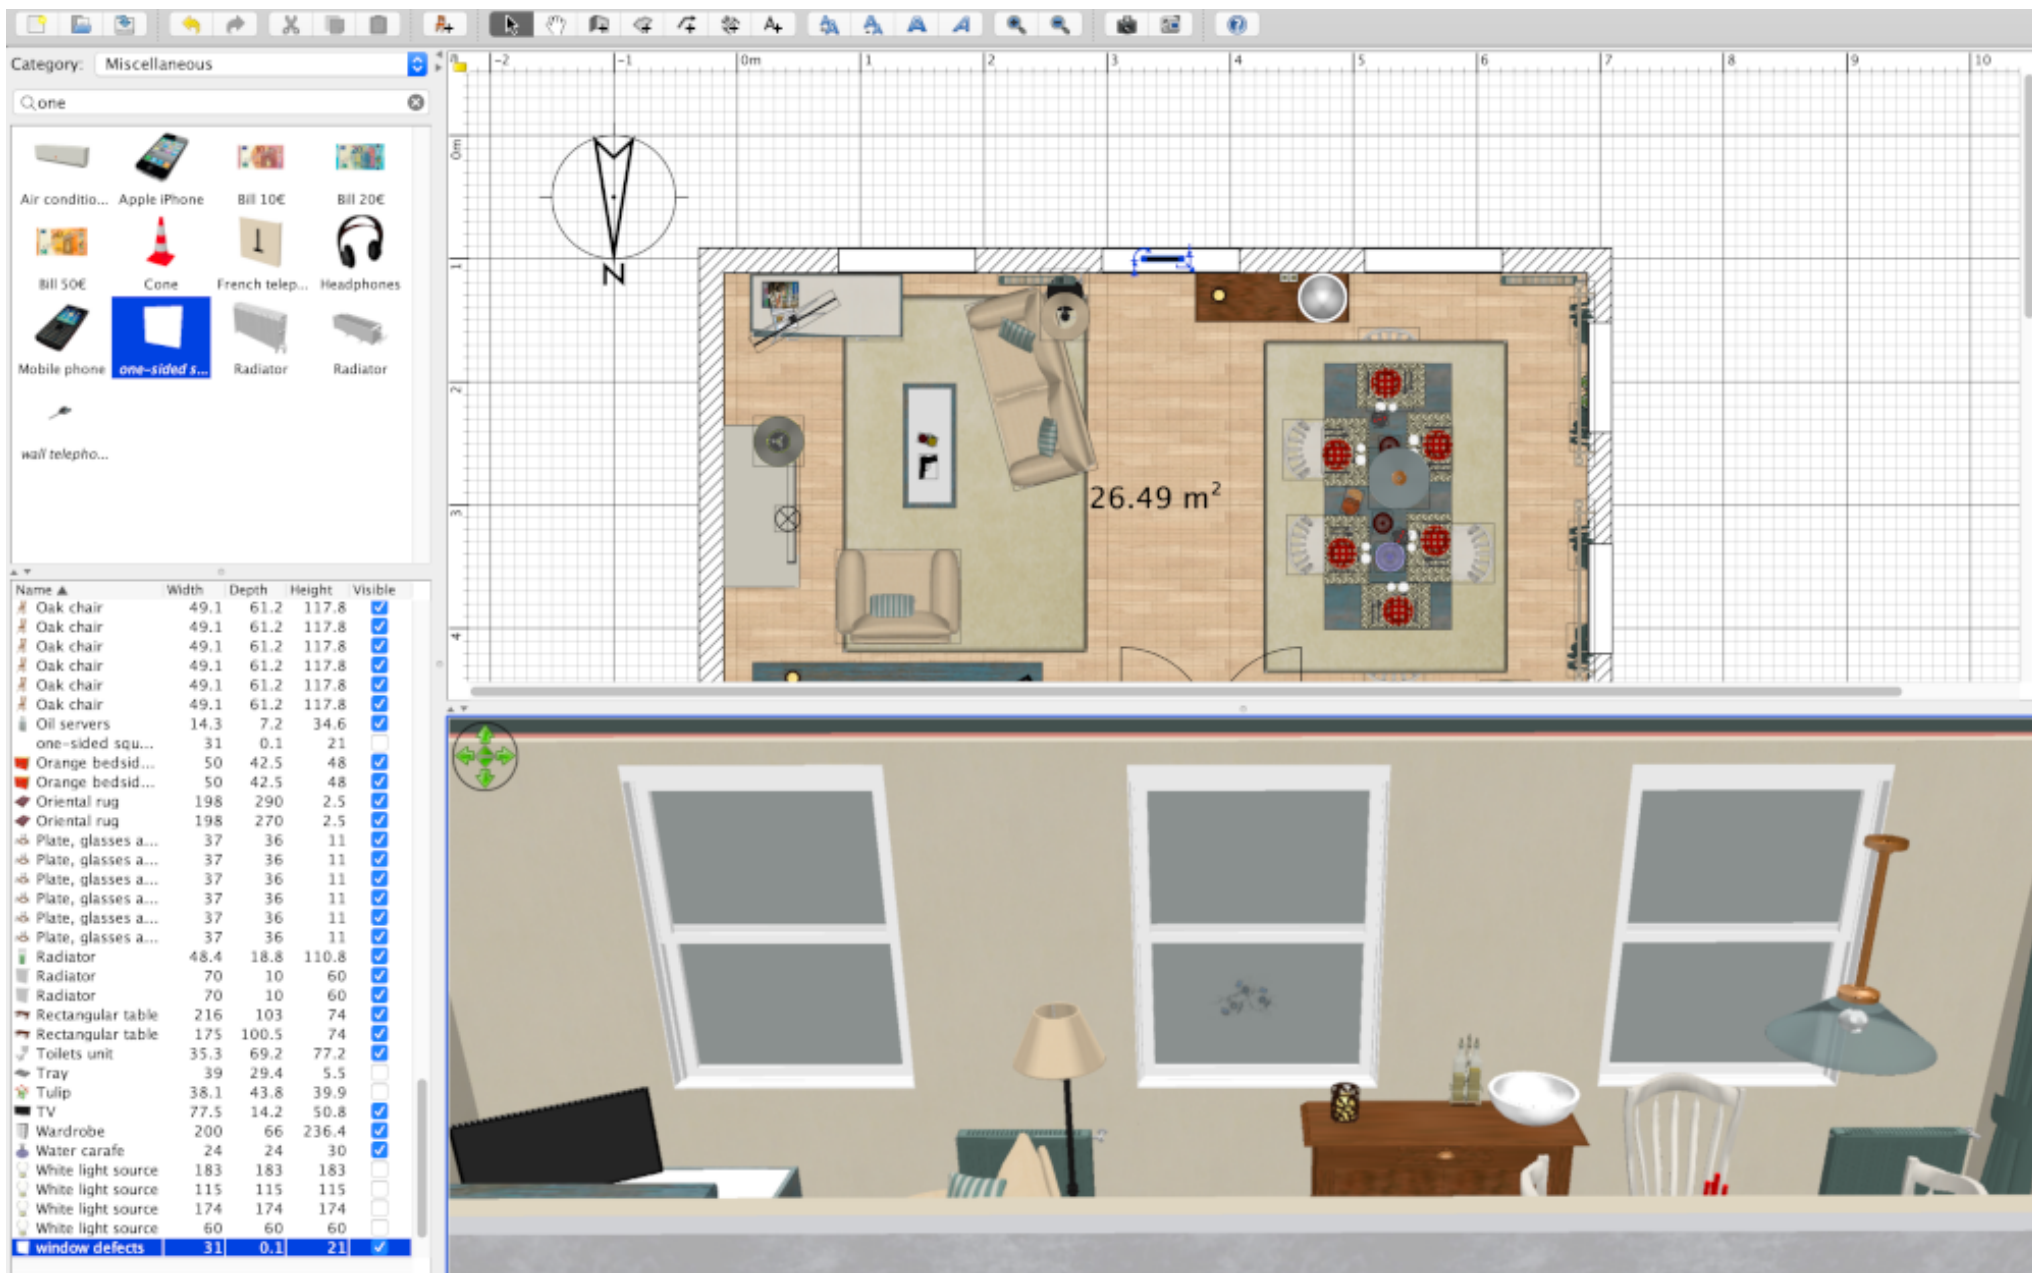 Category: Miscellaneous
one
Air conditio... Apple iPhone Bill 10€ Bill 20€
Bill 50€ Cone French telep... Headphones
Mobile phone one-sided s... Radiator Radiator
wall telepho...
Name Width Depth Height Visible
Oak chair 49.1 61.2 117.8
Oak chair 49.1 61.2 117.8
Oak chair 49.1 61.2 117.8
Oak chair 49.1 61.2 117.8
Oak chair 49.1 61.2 117.8
Oak chair 49.1 61.2 117.8
Oil servers 14.3 7.2 34.6
one-sided squ... 31 0.1 21
Orange bedsid... 50 42.5 48
Orange bedsid... 50 42.5 48
Oriental rug 198 290 2.5
Oriental rug 198 270 2.5
Plate, glasses a... 37 36 11
Plate, glasses a... 37 36 11
Plate, glasses a... 37 36 11
Plate, glasses a... 37 36 11
Plate, glasses a... 37 36 11
Plate, glasses a... 37 36 11
Radiator 48.4 18.8 110.8
Radiator 70 10 60
Radiator 70 10 60
Rectangular table 216 103 74
Rectangular table 175 100.5 74
Toilets unit 35.3 69.2 77.2
Tray 39 29.4 5.5
Tulip 38.1 43.8 39.9
TV 77.5 14.2 50.8
Wardrobe 200 66 236.4
Water carafe 24 24 30
White light source 183 183 183
White light source 115 115 115
White light source 174 174 174
White light source 60 60 60
window defects 31 0.1 21
-2 -1 0m 1 2 3 4 5 6 7 8 9 10
0m
1
2
3
4
N
26.49 m²